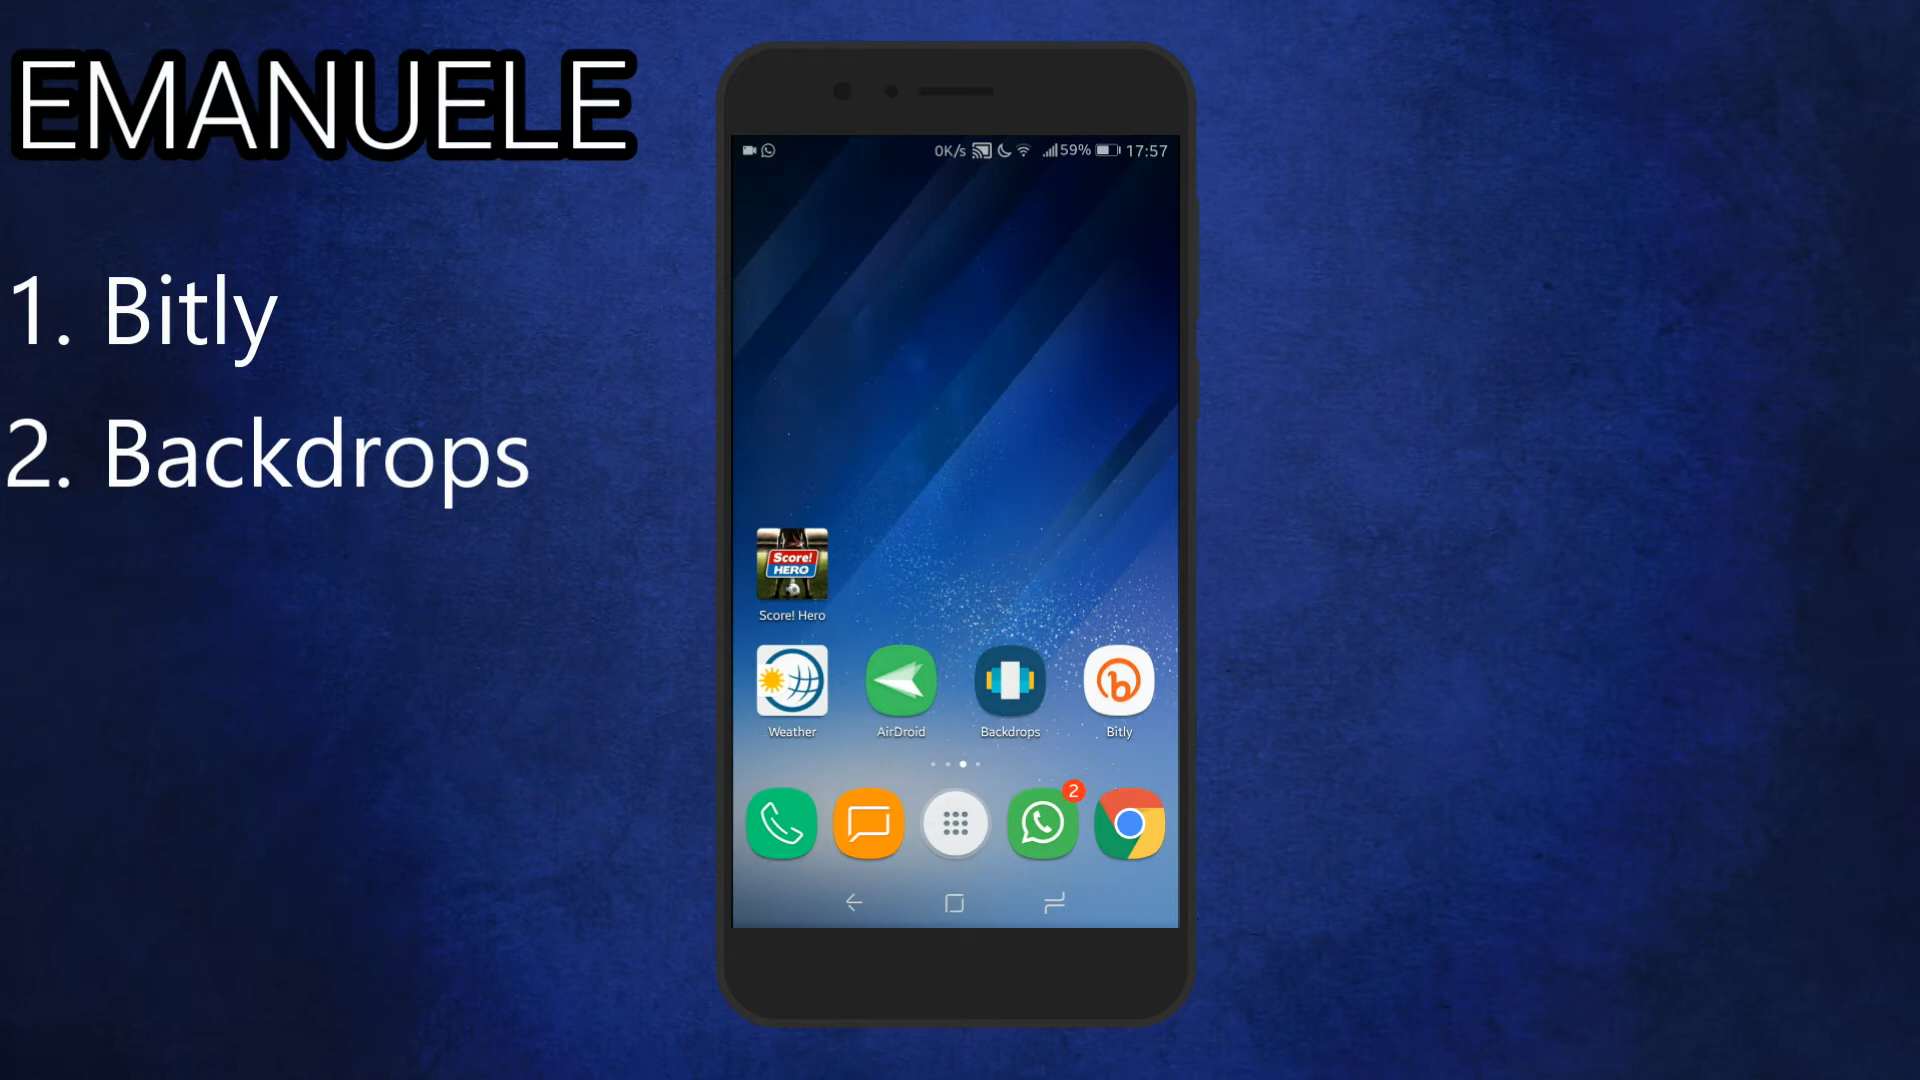 EMANUELE
1. Bitly
2. Backdrops
0K/s 59% 17:57
Score!
HERO
Score! Hero
Weather AirDroid Backdrops Bitly
2